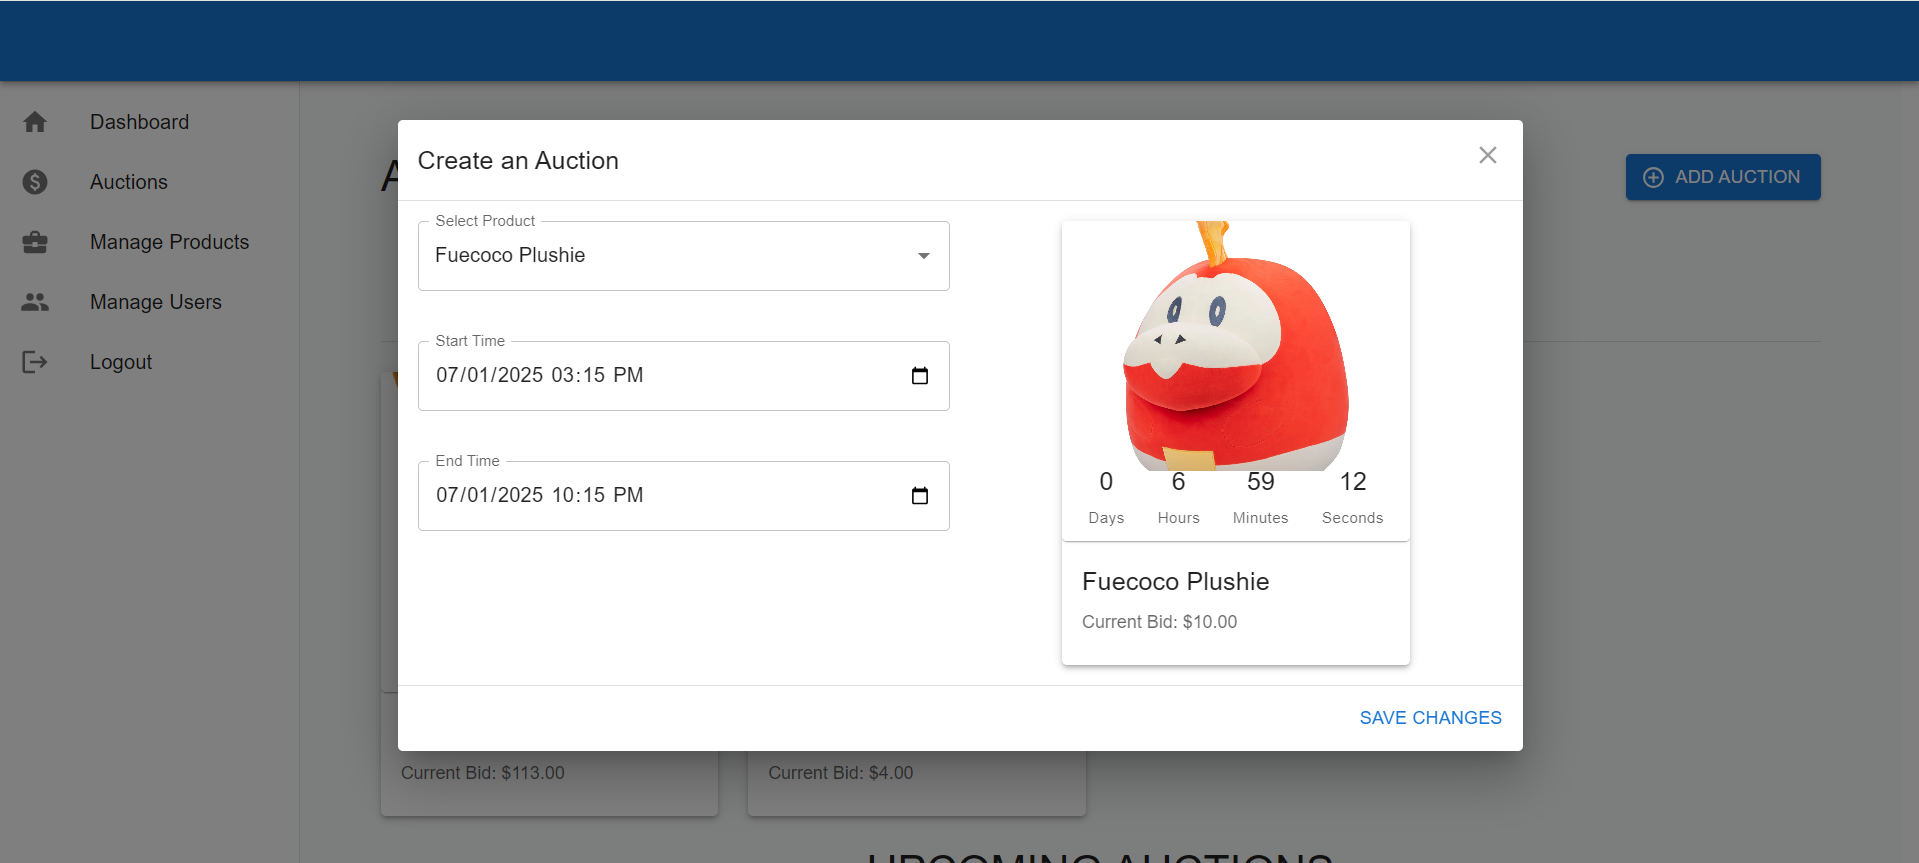 Dashboard
Auctions
Manage Products
Manage Users
Logout
ADD AUCTION
Create an Auction
Select Product
Fuecoco Plushie
Start Time
07/01/2025 03:15 PM
End Time
07/01/2025 10:15 PM
0 6 59 12
Days Hours Minutes Seconds
Fuecoco Plushie
Current Bid: $10.00
SAVE CHANGES
Current Bid: $113.00
Current Bid: $4.00
UPCOMING AUCTIONS